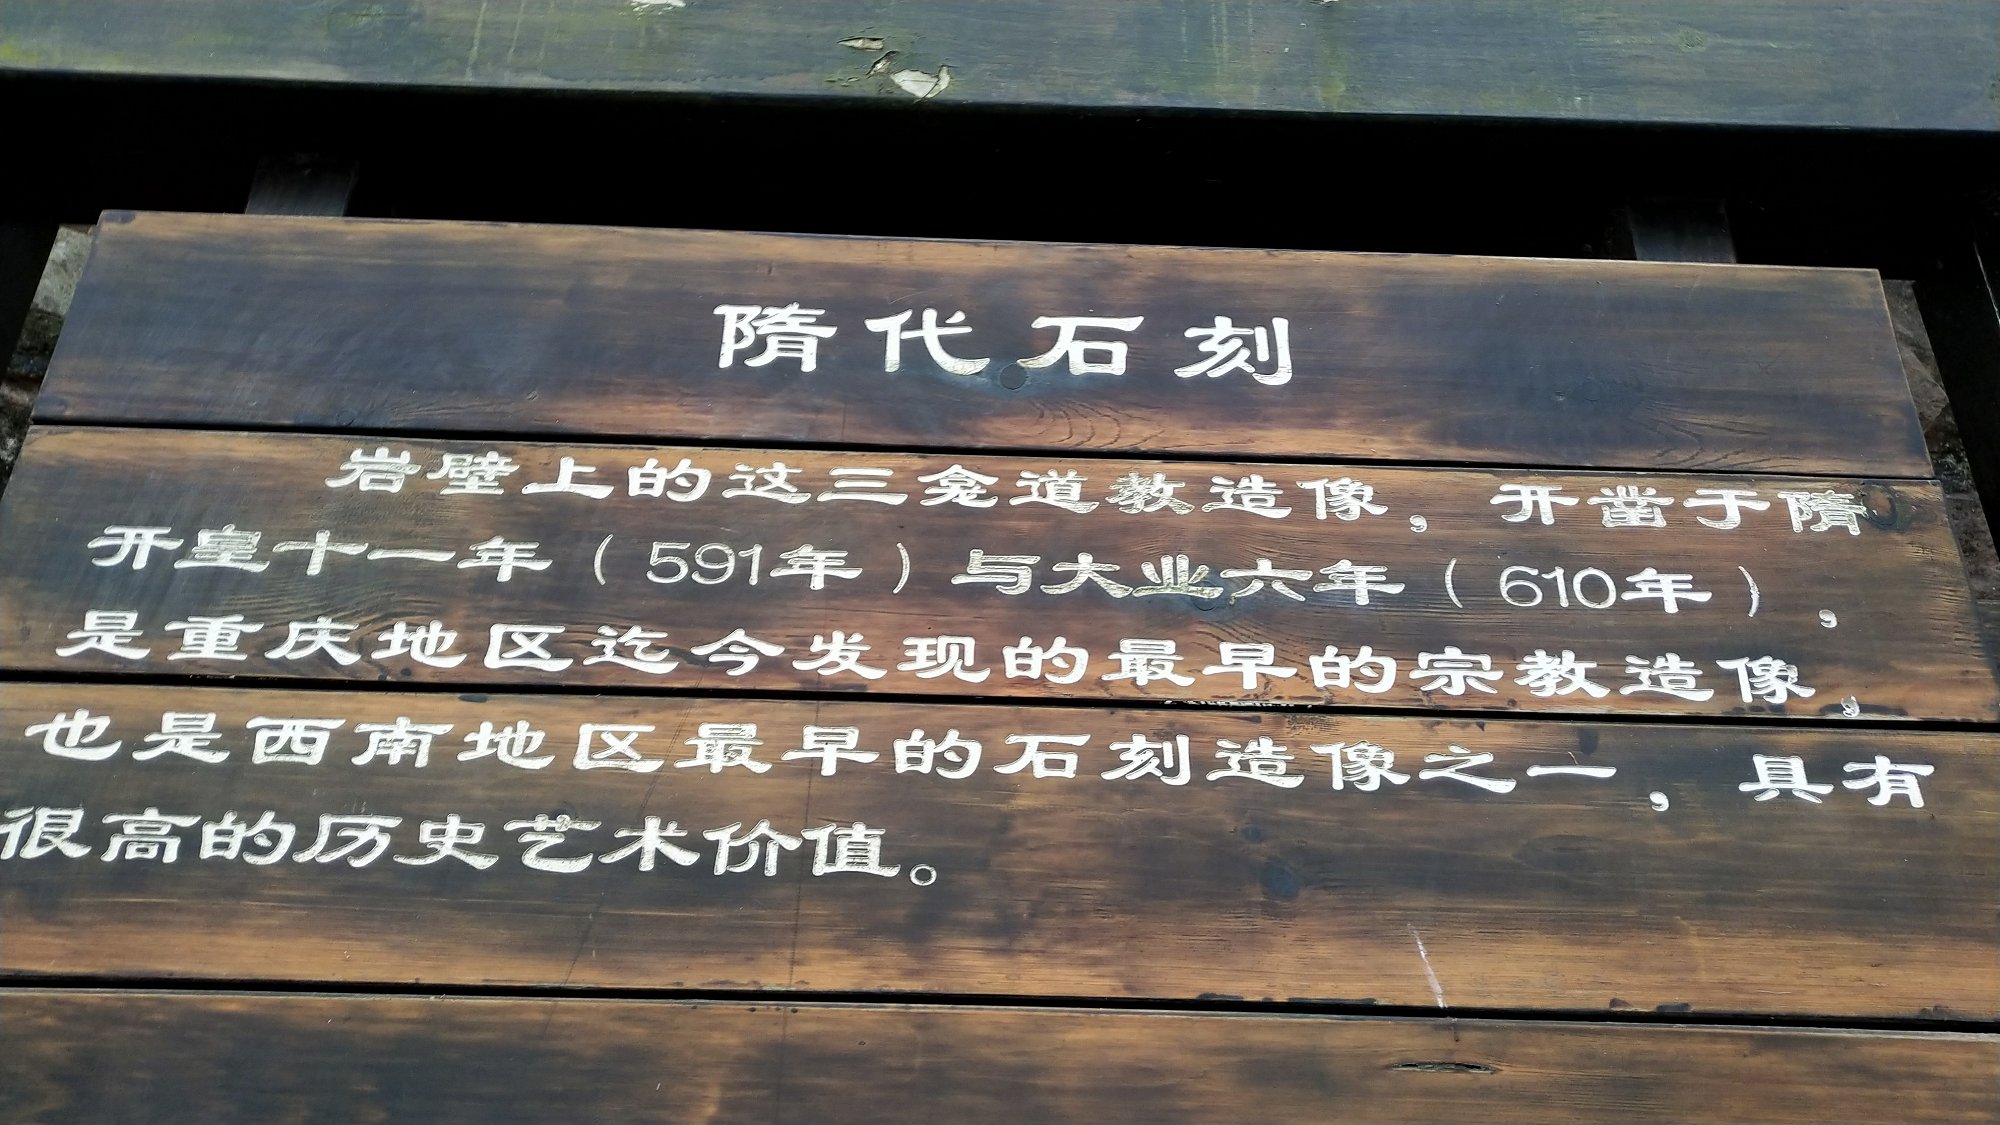 隋代石刻
岩壁上的这三龛道教造像，开凿于隋
开皇十一年（591年）与大业六年（610年），
是重庆地区迄今发现的最早的宗教造像，
也是西南地区最早的石刻造像之一，具有
很高的历史艺术价值。